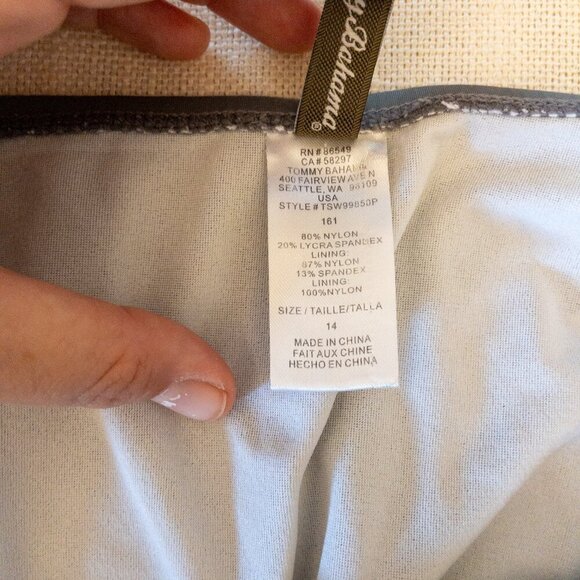 y Bahama®
RN# 86549
CA# 58297
TOMMY BAHAMA
400 FAIRVIEW AVE N
SEATTLE, WA 98109
USA
STYLE # TSW99850P
161
80% NYLON
20% LYCRA SPANDEX
LINING:
87% NYLON
13% SPANDEX
LINING:
100%NYLON
SIZE / TAILLE/TALLA
14
MADE IN CHINA
FAIT AUX CHINE
HECHO EN CHINA